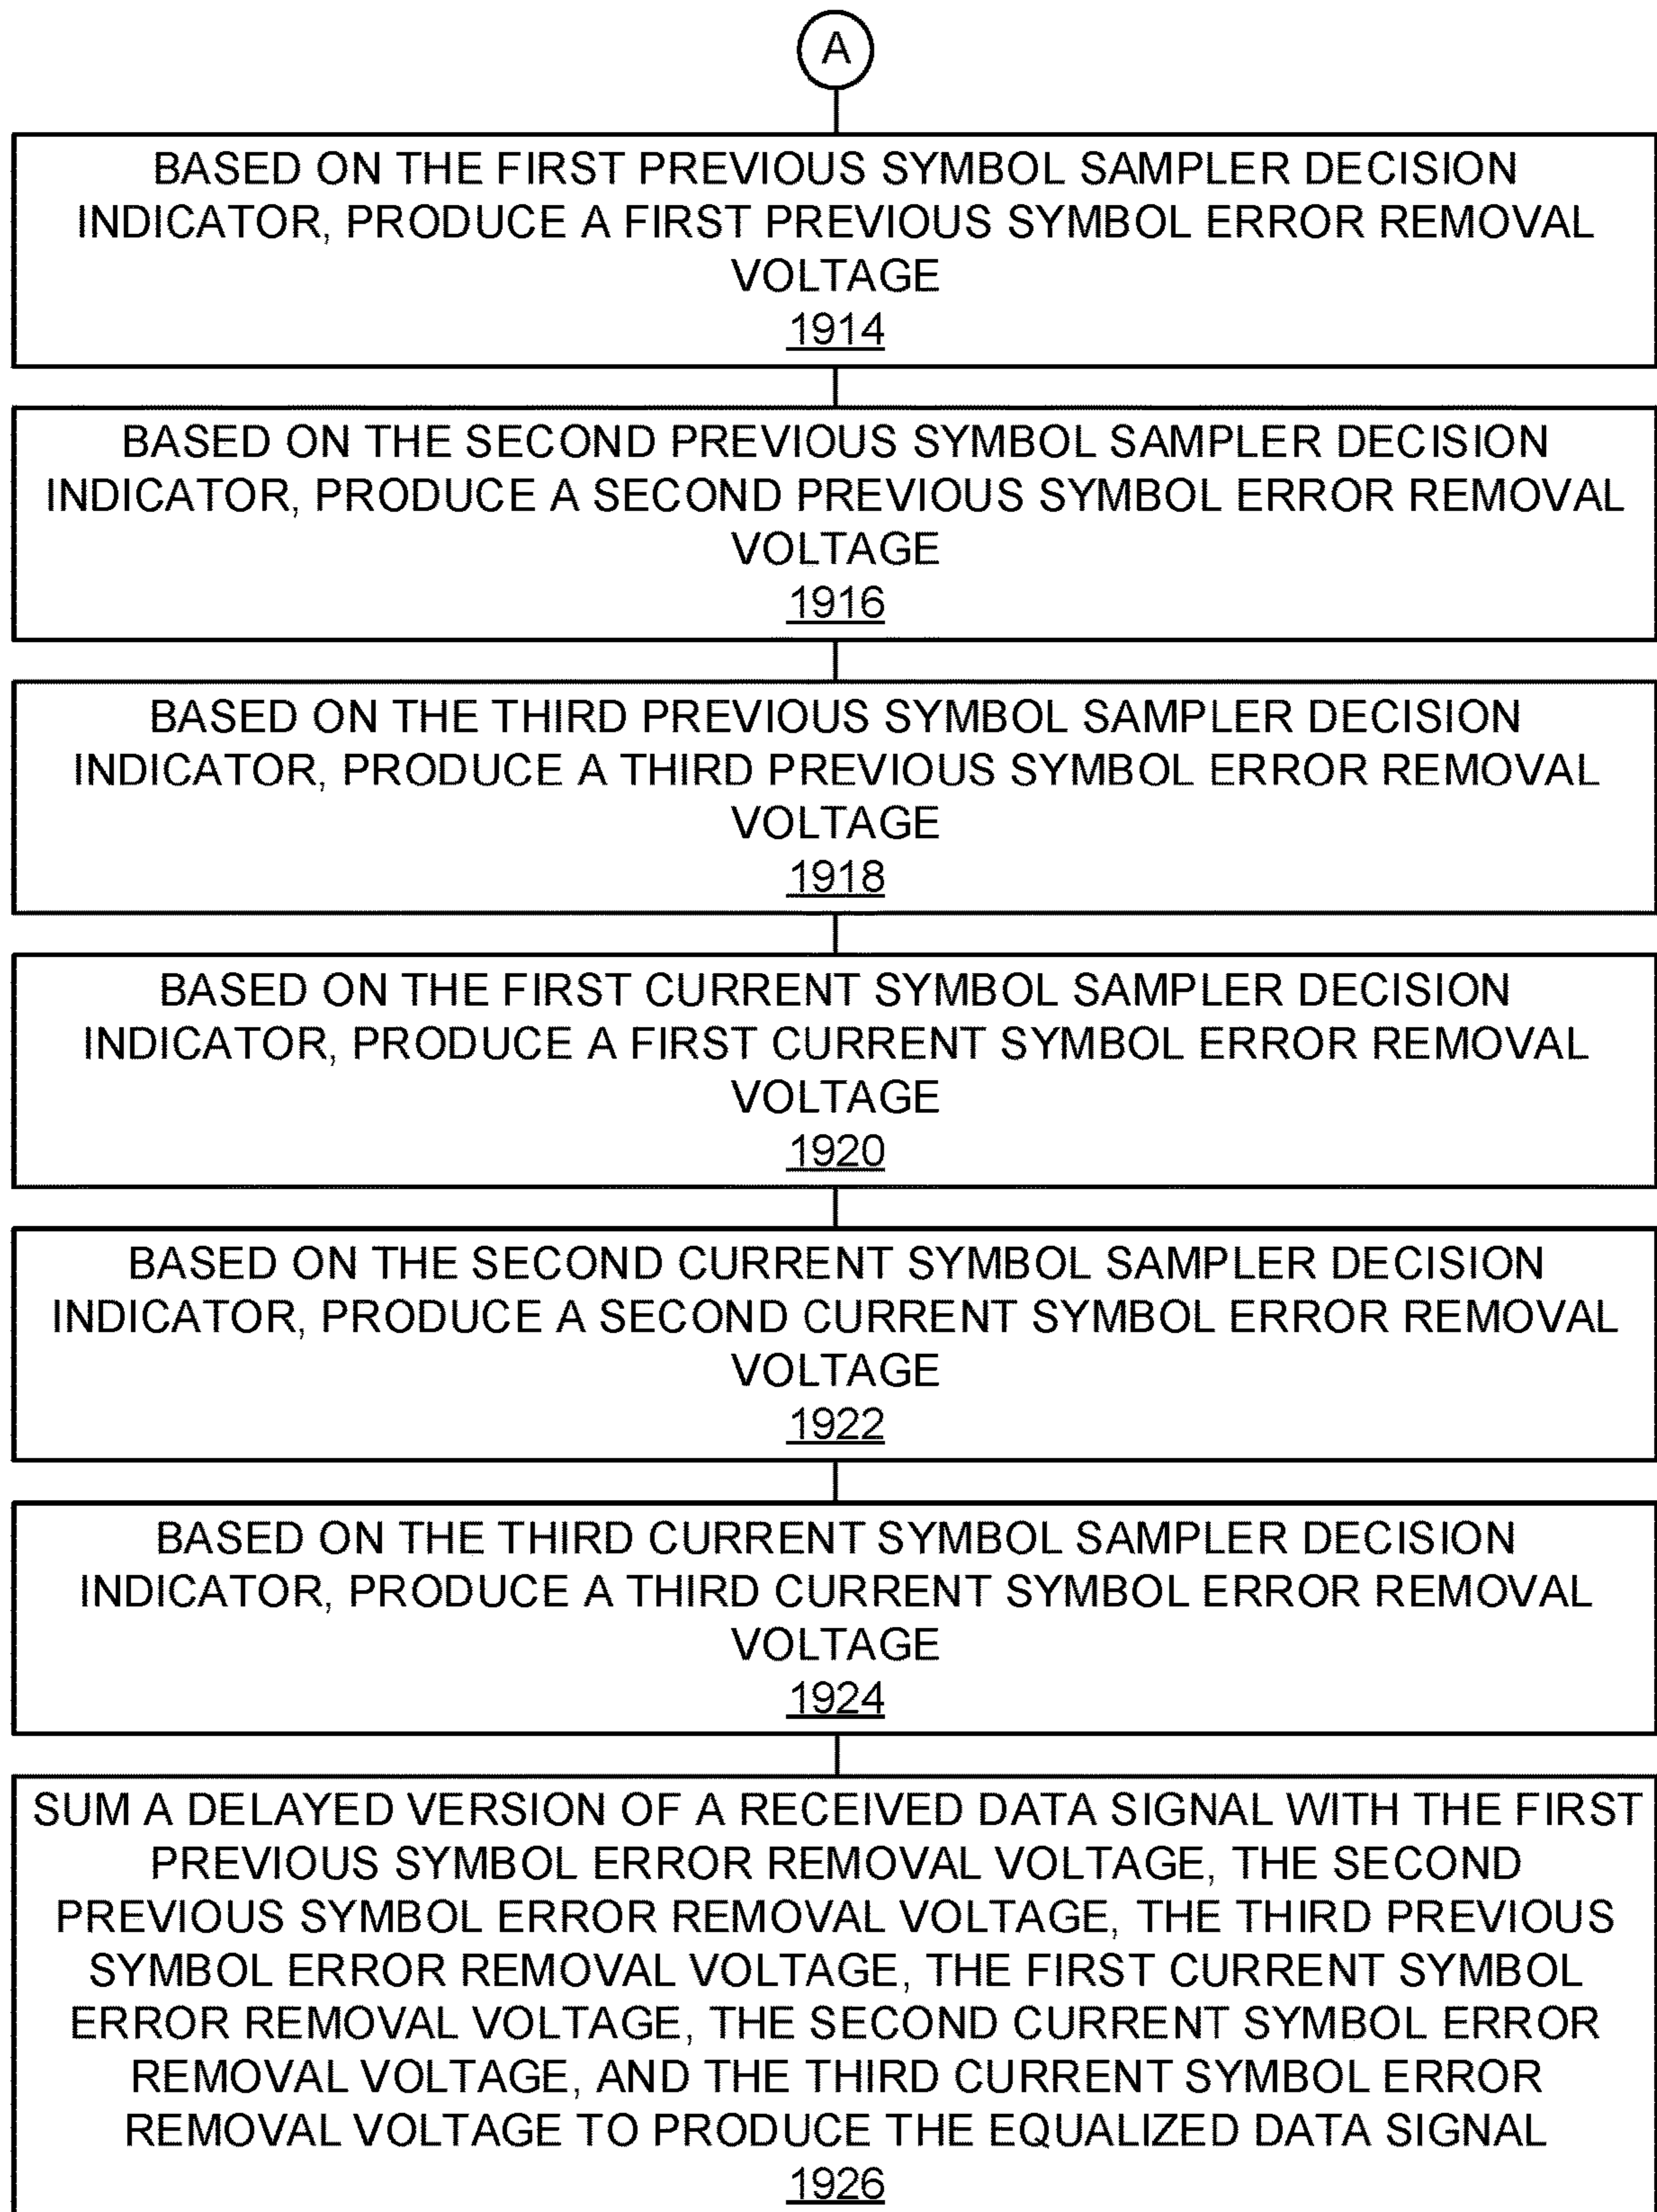 A
BASED ON THE FIRST PREVIOUS SYMBOL SAMPLER DECISION
INDICATOR, PRODUCE A FIRST PREVIOUS SYMBOL ERROR REMOVAL
VOLTAGE
1914
BASED ON THE SECOND PREVIOUS SYMBOL SAMPLER DECISION
INDICATOR, PRODUCE A SECOND PREVIOUS SYMBOL ERROR REMOVAL
VOLTAGE
1916
BASED ON THE THIRD PREVIOUS SYMBOL SAMPLER DECISION
INDICATOR, PRODUCE A THIRD PREVIOUS SYMBOL ERROR REMOVAL
VOLTAGE
1918
BASED ON THE FIRST CURRENT SYMBOL SAMPLER DECISION
INDICATOR, PRODUCE A FIRST CURRENT SYMBOL ERROR REMOVAL
VOLTAGE
1920
BASED ON THE SECOND CURRENT SYMBOL SAMPLER DECISION
INDICATOR, PRODUCE A SECOND CURRENT SYMBOL ERROR REMOVAL
VOLTAGE
1922
BASED ON THE THIRD CURRENT SYMBOL SAMPLER DECISION
INDICATOR, PRODUCE A THIRD CURRENT SYMBOL ERROR REMOVAL
VOLTAGE
1924
SUM A DELAYED VERSION OF A RECEIVED DATA SIGNAL WITH THE FIRST
PREVIOUS SYMBOL ERROR REMOVAL VOLTAGE, THE SECOND
PREVIOUS SYMBOL ERROR REMOVAL VOLTAGE, THE THIRD PREVIOUS
SYMBOL ERROR REMOVAL VOLTAGE, THE FIRST CURRENT SYMBOL
ERROR REMOVAL VOLTAGE, THE SECOND CURRENT SYMBOL ERROR
REMOVAL VOLTAGE, AND THE THIRD CURRENT SYMBOL ERROR
REMOVAL VOLTAGE TO PRODUCE THE EQUALIZED DATA SIGNAL
1926